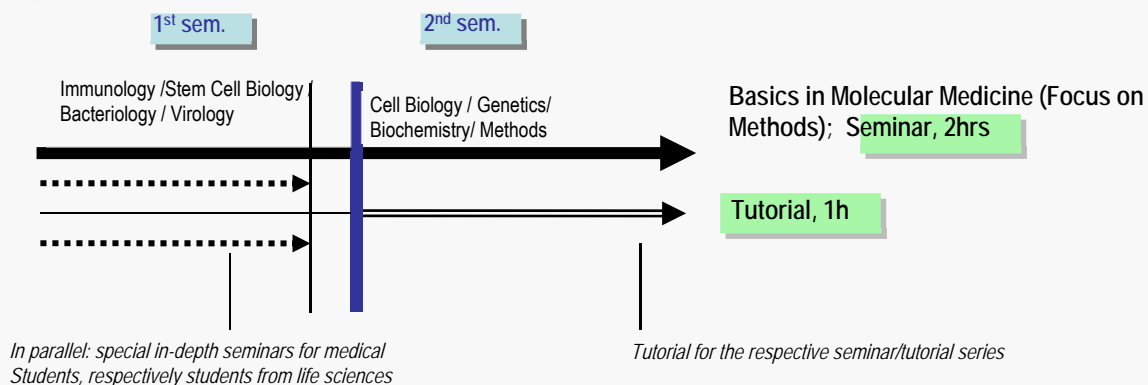 1st sem.
2nd sem.
Immunology /Stem Cell Biology /
Bacteriology / Virology
Cell Biology / Genetics/
Biochemistry/ Methods
Basics in Molecular Medicine (Focus on
Methods); Seminar, 2hrs
Tutorial, 1h
In parallel: special in-depth seminars for medical
Students, respectively students from life sciences
Tutorial for the respective seminar/tutorial series